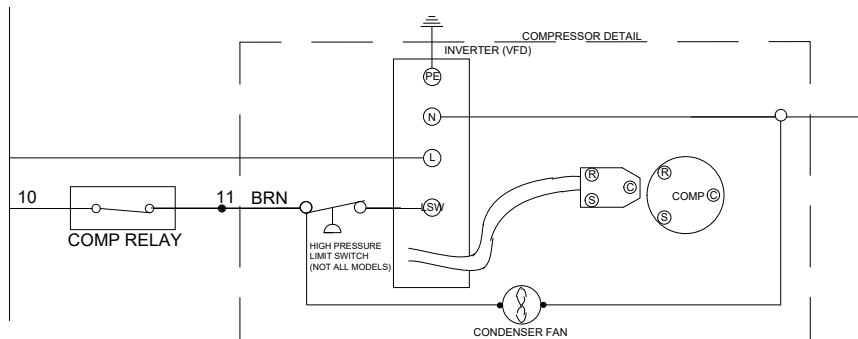 COMPRESSOR DETAIL
INVERTER (VFD)
PE
N
L
R
C
S
R
COMP C
S
10
11 BRN
LSW
COMP RELAY
HIGH PRESSURE
LIMIT SWITCH
(NOT ALL MODELS)
CONDENSER FAN